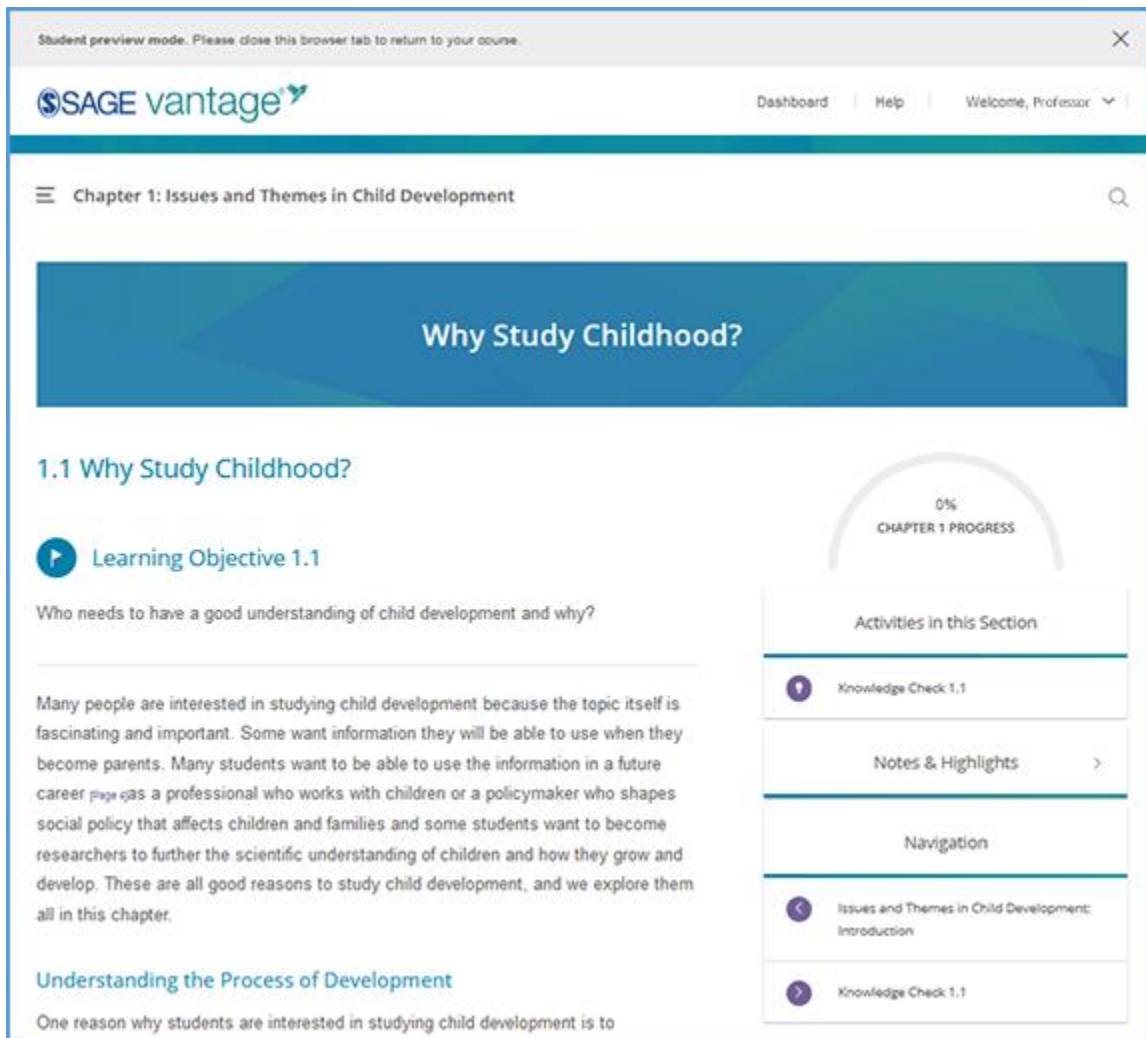 Student preview mode. Please close this browser tab to return to your course.
SAGE vantage
Dashboard Help Welcome, Professor
Chapter 1: Issues and Themes in Child Development
Why Study Childhood?
1.1 Why Study Childhood?
Learning Objective 1.1
Who needs to have a good understanding of child development and why?
Many people are interested in studying child development because the topic itself is
fascinating and important. Some want information they will be able to use when they
become parents. Many students want to be able to use the information in a future
career as a professional who works with children or a policymaker who shapes
social policy that affects children and families and some students want to become
researchers to further the scientific understanding of children and how they grow and
develop. These are all good reasons to study child development, and we explore them
all in this chapter.
Understanding the Process of Development
One reason why students are interested in studying child development is to
0%
CHAPTER 1 PROGRESS
Activities in this Section
Knowledge Check 1.1
Notes & Highlights
Navigation
Issues and Themes in Child Development:
Introduction
Knowledge Check 1.1